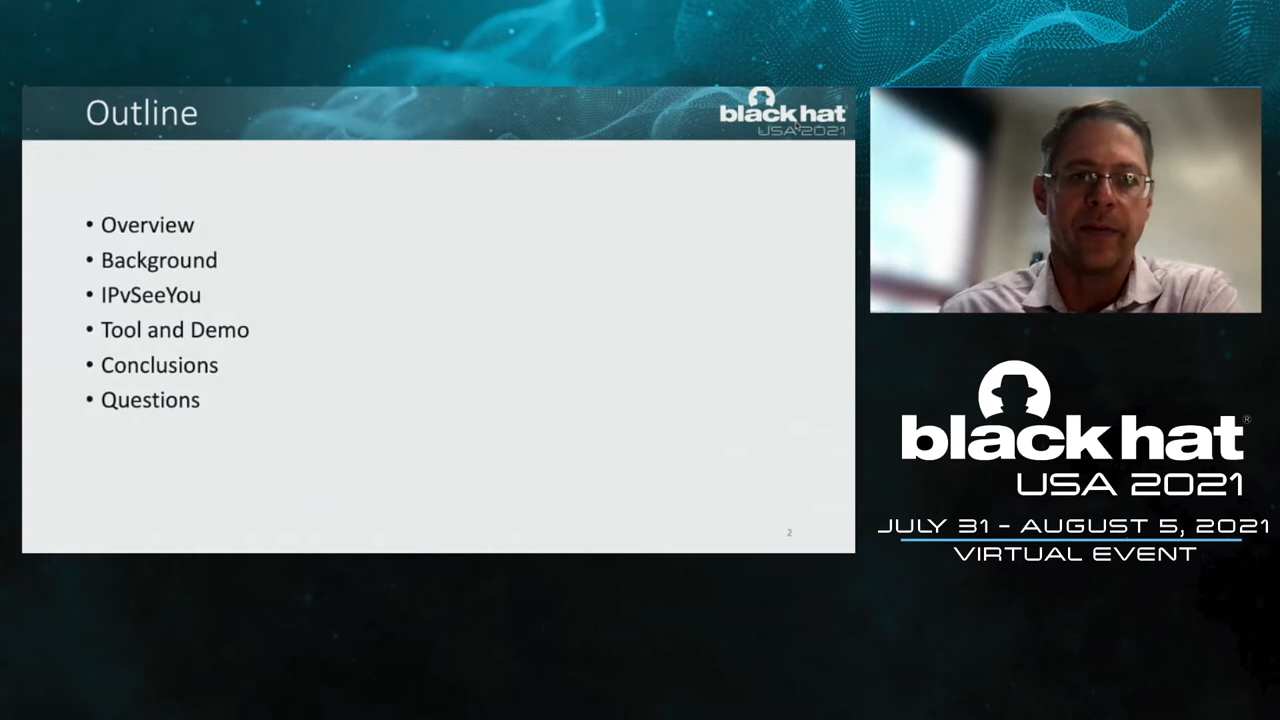 Outline
black hat
USA 2021
• Overview
• Background
• IPvSeeYou
• Tool and Demo
• Conclusions
• Questions
2
black hat®
USA 2021
JULY 31 - AUGUST 5, 2021
VIRTUAL EVENT